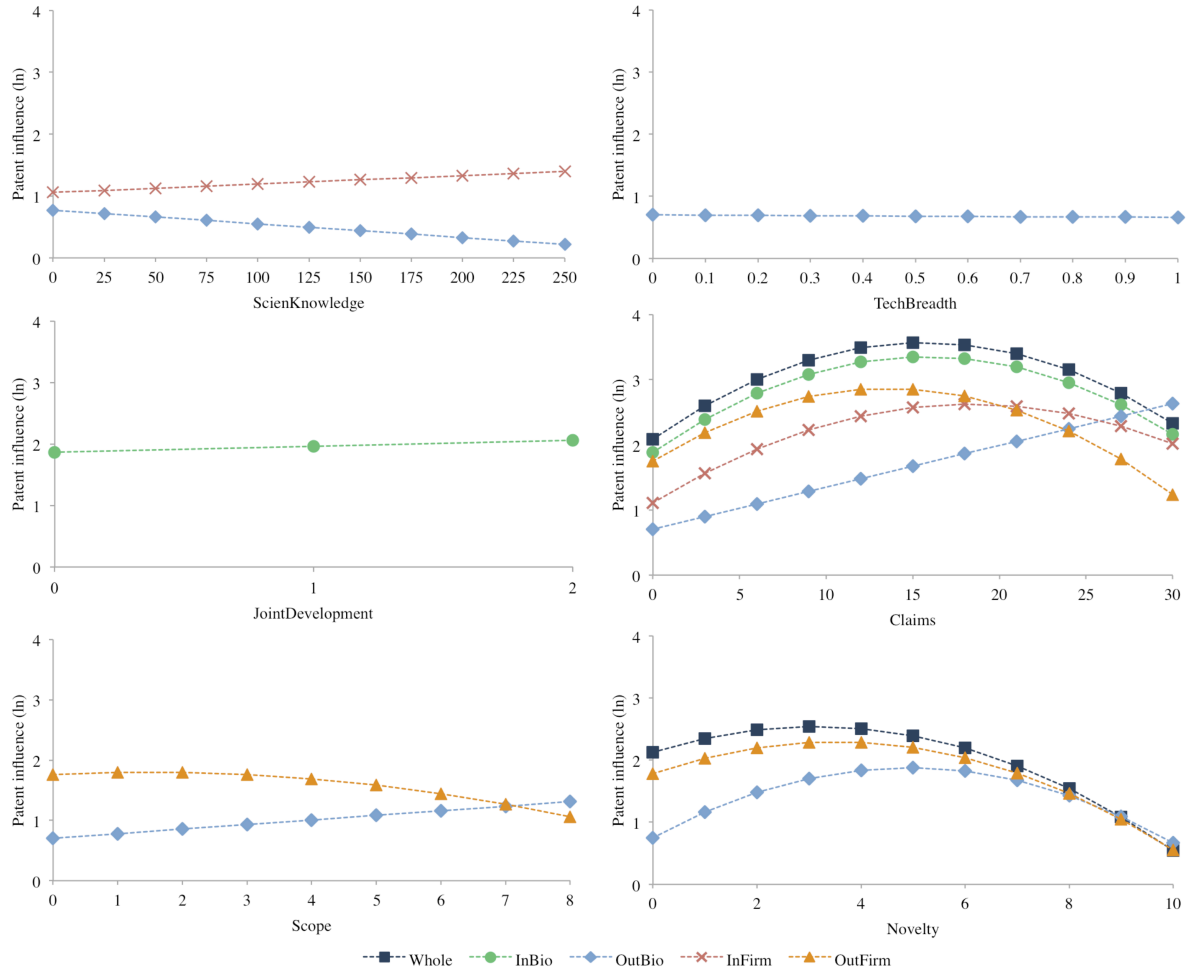 4
3
2
1
0
Patent influence (ln)
0 25 50 75 100 125 150 175 200 225 250
ScienKnowledge
4
3
2
1
0
Patent influence (ln)
0 0.1 0.2 0.3 0.4 0.5 0.6 0.7 0.8 0.9 1
TechBreadth
4
3
2
1
0
Patent influence (ln)
0 1 2
JointDevelopment
4
3
2
1
0
Patent influence (ln)
0 5 10 15 20 25 30
Claims
4
3
2
1
0
Patent influence (ln)
0 1 2 3 4 5 6 7 8
Scope
4
3
2
1
0
Patent influence (ln)
0 2 4 6 8 10
Novelty
Whole InBio OutBio InFirm OutFirm